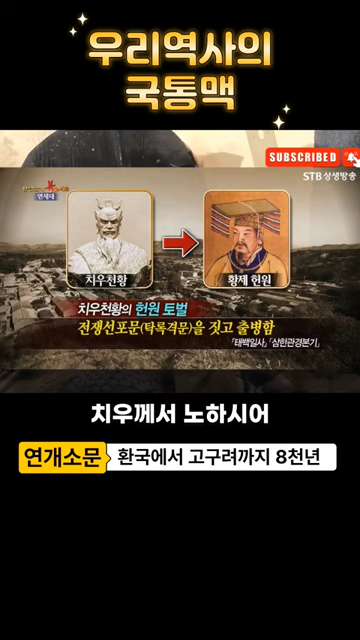 우리역사의
국통맥
SUBSCRIBED
STB상생방송
연세대
치우천황
황제 헌원
치우천황의 헌원 토벌
전쟁선포문(탁록격문)을 짓고 출병함
「태백일사」「삼한관경본기」
치우께서 노하시어
연개소문
환국에서 고구려까지 8천년